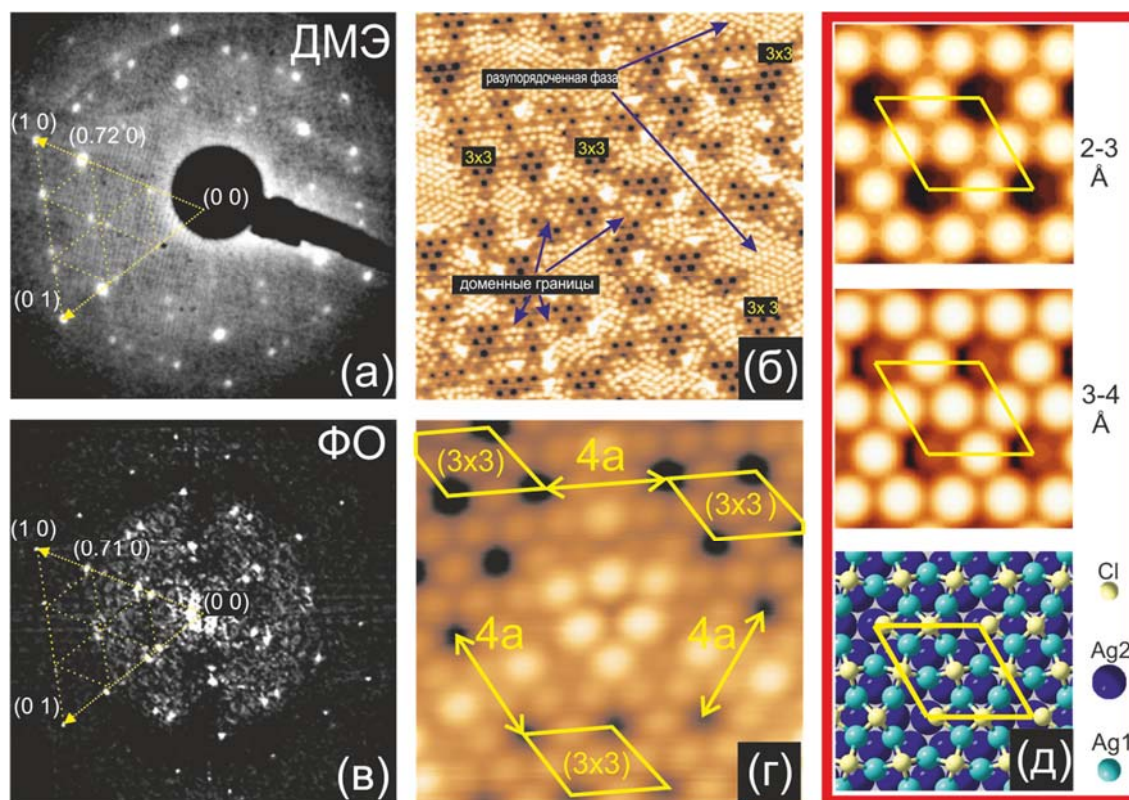 ДМЭ
(1 0)
(0.72 0)
(0 0)
(0 1)
(а)
3x3
разупорядоченная фаза
3x3
3x3
доменные границы
3x3
(б)
2-3
Å
3-4
Å
ФО
(1 0)
(0.71 0)
(0 0)
(0 1)
(в)
(3x3)
4a
(3x3)
4a
4a
(3x3)
(г)
Cl
Ag2
Ag1
(д)